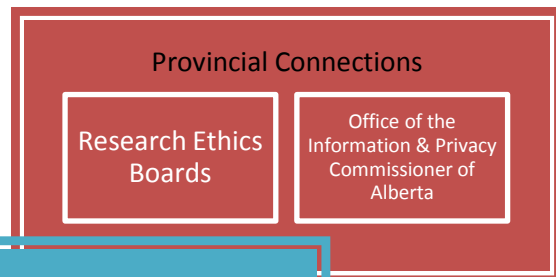 Provincial Connections
Research Ethics
Boards
Office of the
Information & Privacy
Commissioner of
Alberta